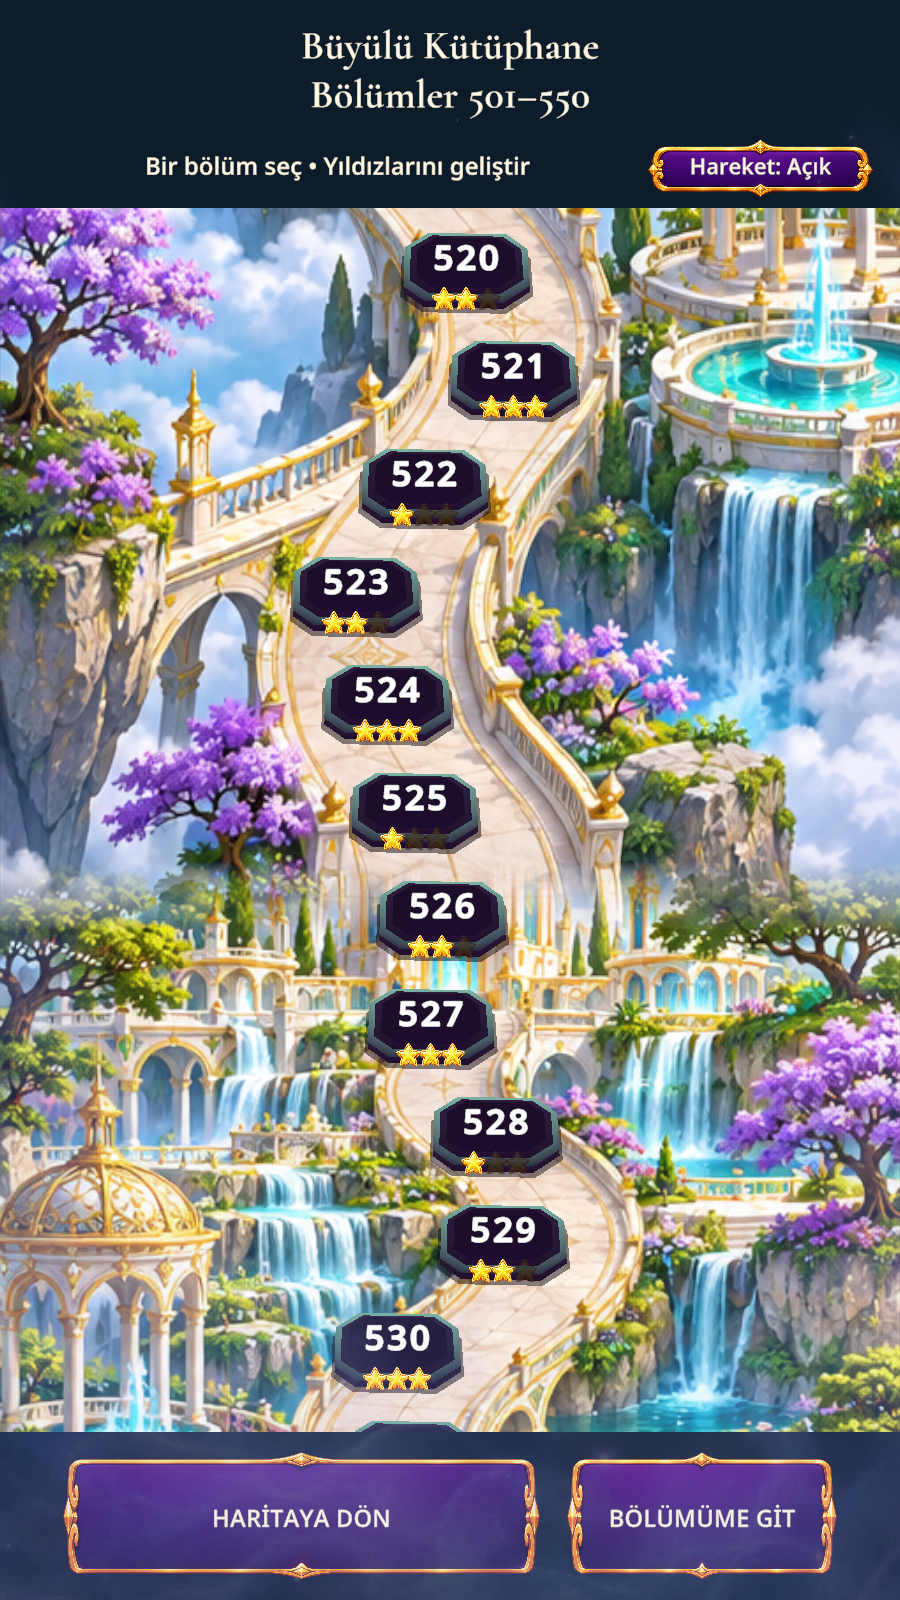 Büyülü Kütüphane
Bölümler 501–550
Bir bölüm seç • Yıldızlarını geliştir
Hareket: Açık
520
521
522
523
524
525
526
527
528
529
530
HARİTAYA DÖN
BÖLÜMÜME GİT